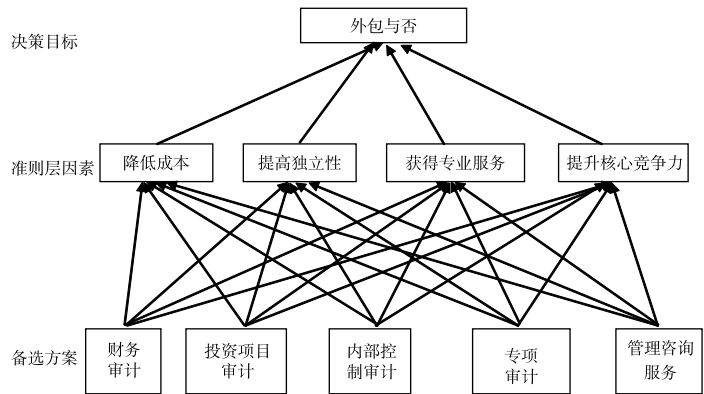 决策目标
外包与否
准则层因素
降低成本
提高独立性
获得专业服务
提升核心竞争力
备选方案
财务
审计
投资项目
审计
内部控
制审计
专项
审计
管理咨询
服务